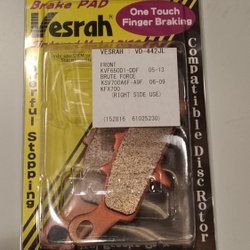 Brake PAD
Vesrah
One Touch
Finger Braking
VESRAH : VD-442JL
FRONT
KVF650D1-DDF 05-13
BRUTE FORCE
KSV700A6F-A9F 06-09
KFX700
(RIGHT SIDE USE)
(152816 61025230)
Compatible Disc Rotor
Stopping